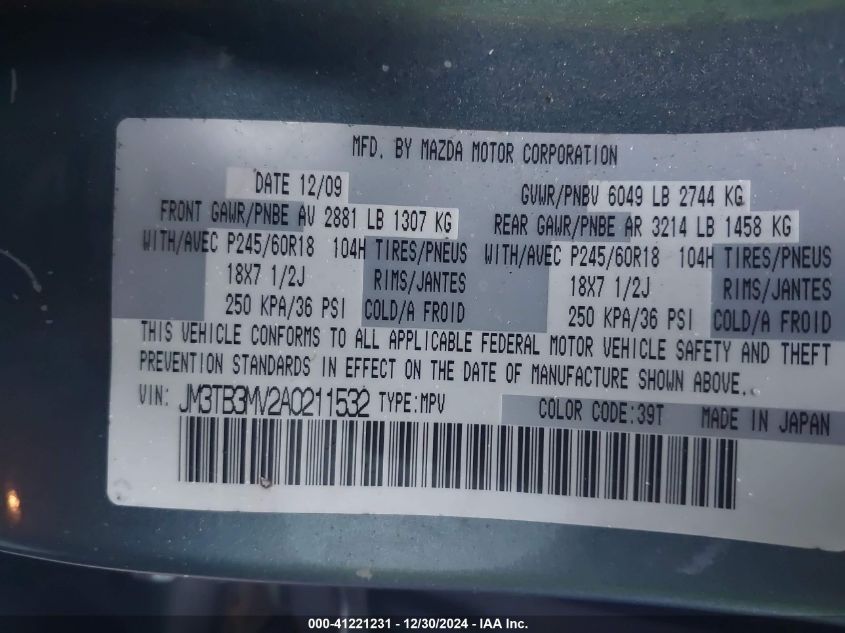 MFD. BY MAZDA MOTOR CORPORATION
DATE 12/09 GVWR/PNBV 6049 LB 2744 KG
FRONT GAWR/PNBE AV 2881 LB 1307 KG REAR GAWR/PNBE AR 3214 LB 1458 KG
WITH/AVEC P245/60R18 104H TIRES/PNEUS WITH/AVEC P245/60R18 104H TIRES/PNEUS
18X7 1/2J RIMS/JANTES 18X7 1/2J RIMS/JANTES
250 KPA/36 PSI COLD/A FROID 250 KPA/36 PSI COLD/A FROID
THIS VEHICLE CONFORMS TO ALL APPLICABLE FEDERAL MOTOR VEHICLE SAFETY AND THEFT
PREVENTION STANDARDS IN EFFECT ON THE DATE OF MANUFACTURE SHOWN ABOVE.
VIN: JM3TB3MV2A0211532 TYPE:MPV COLOR CODE:39T MADE IN JAPAN
000-41221231 - 12/30/2024 - IAA Inc.